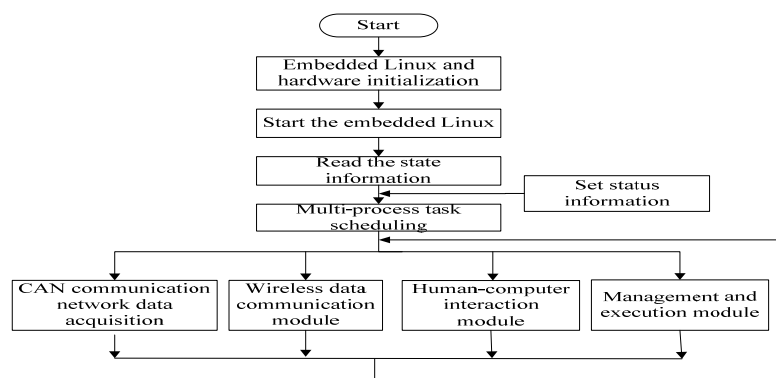 Start
Embedded Linux and
hardware initialization
Start the embedded Linux
Read the state
information
Set status
information
Multi-process task
scheduling
CAN communication
network data
acquisition
Wireless data
communication
module
Human-computer
interaction
module
Management and
execution module